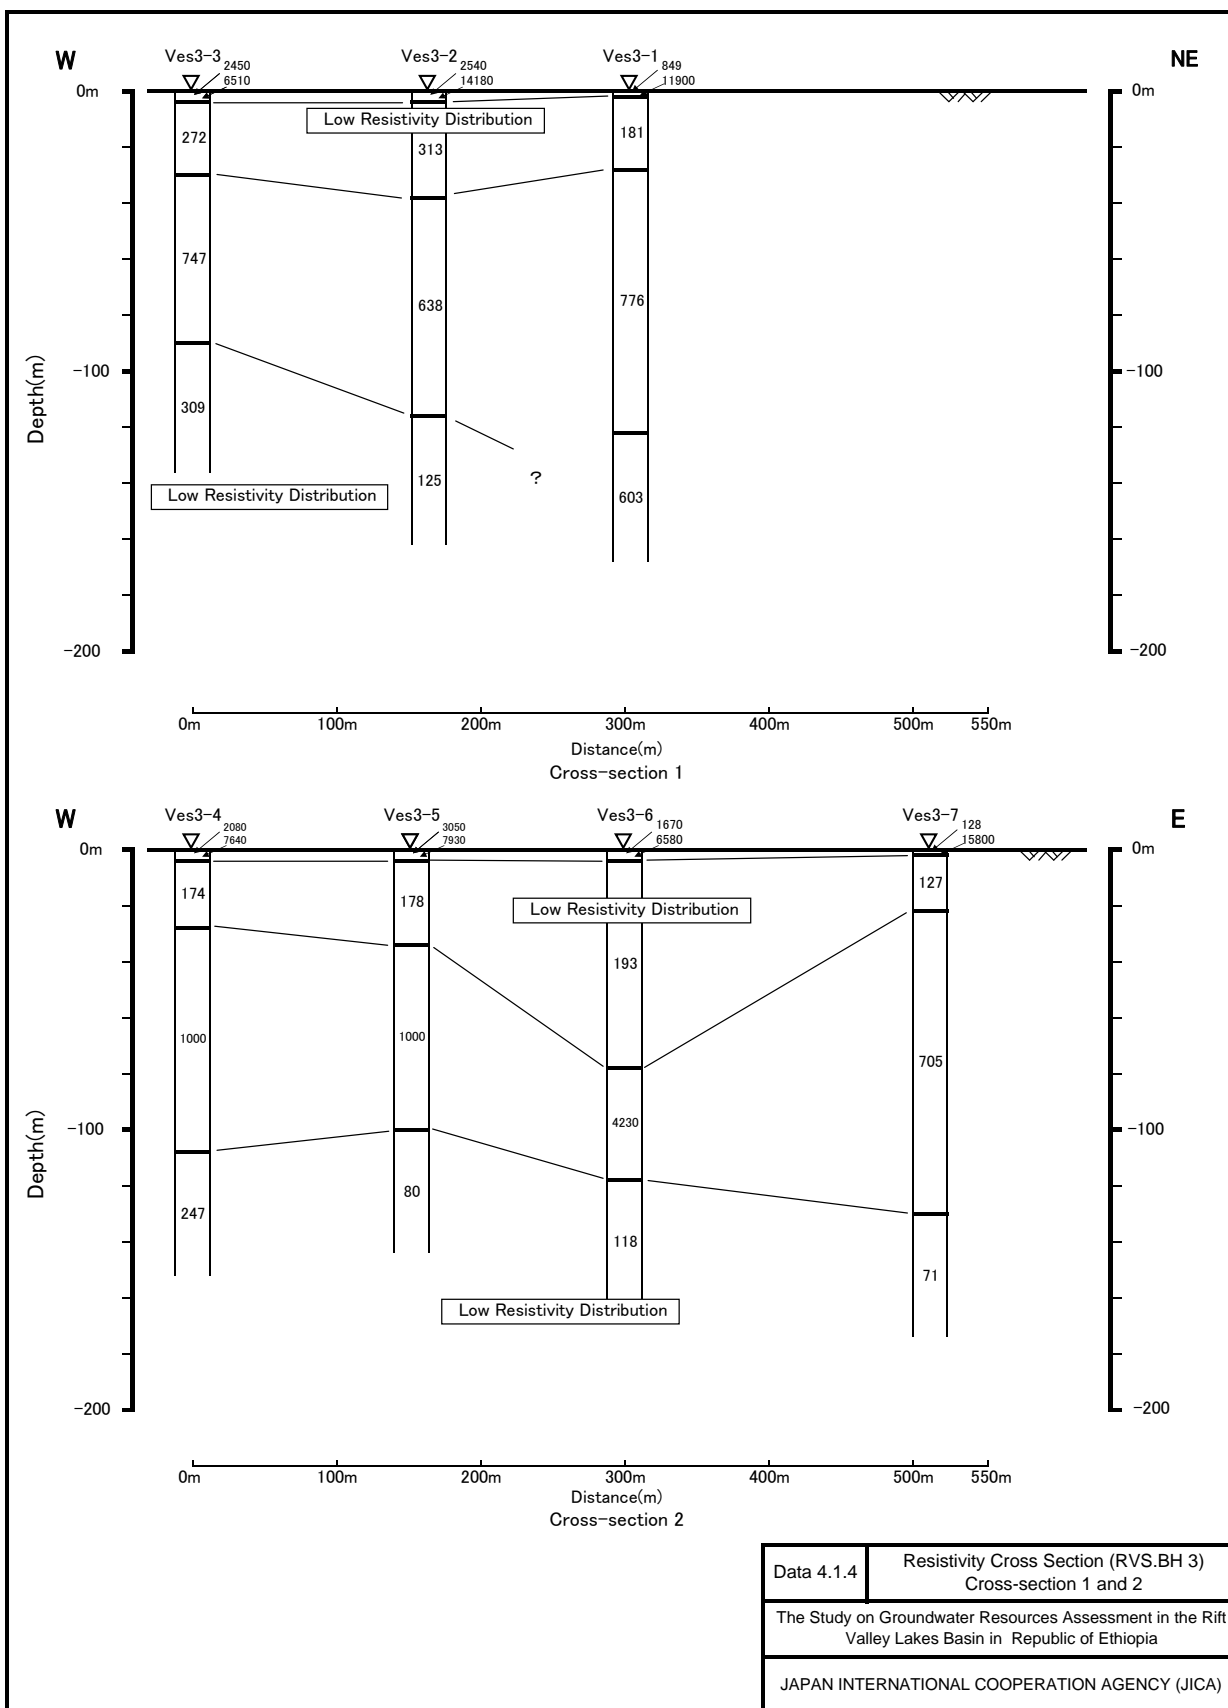 W
NE
Ves3-3
Ves3-2
Ves3-1
2450
6510
2540
14180
849
11900
0m
0m
Low Resistivity Distribution
272
313
181
747
638
776
Depth(m)
-100
-100
309
125
?
603
Low Resistivity Distribution
-200
-200
0m 100m 200m 300m 400m 500m 550m
Distance(m)
Cross-section 1
W
E
Ves3-4
Ves3-5
Ves3-6
Ves3-7
2080
7640
3050
7930
1670
6580
128
15800
0m
0m
174
178
127
Low Resistivity Distribution
193
1000
1000
705
Depth(m)
-100
-100
4230
247
80
118
71
Low Resistivity Distribution
-200
-200
0m 100m 200m 300m 400m 500m 550m
Distance(m)
Cross-section 2
Data 4.1.4
Resistivity Cross Section (RVS.BH 3)
Cross-section 1 and 2
The Study on Groundwater Resources Assessment in the Rift
Valley Lakes Basin in Republic of Ethiopia
JAPAN INTERNATIONAL COOPERATION AGENCY (JICA)